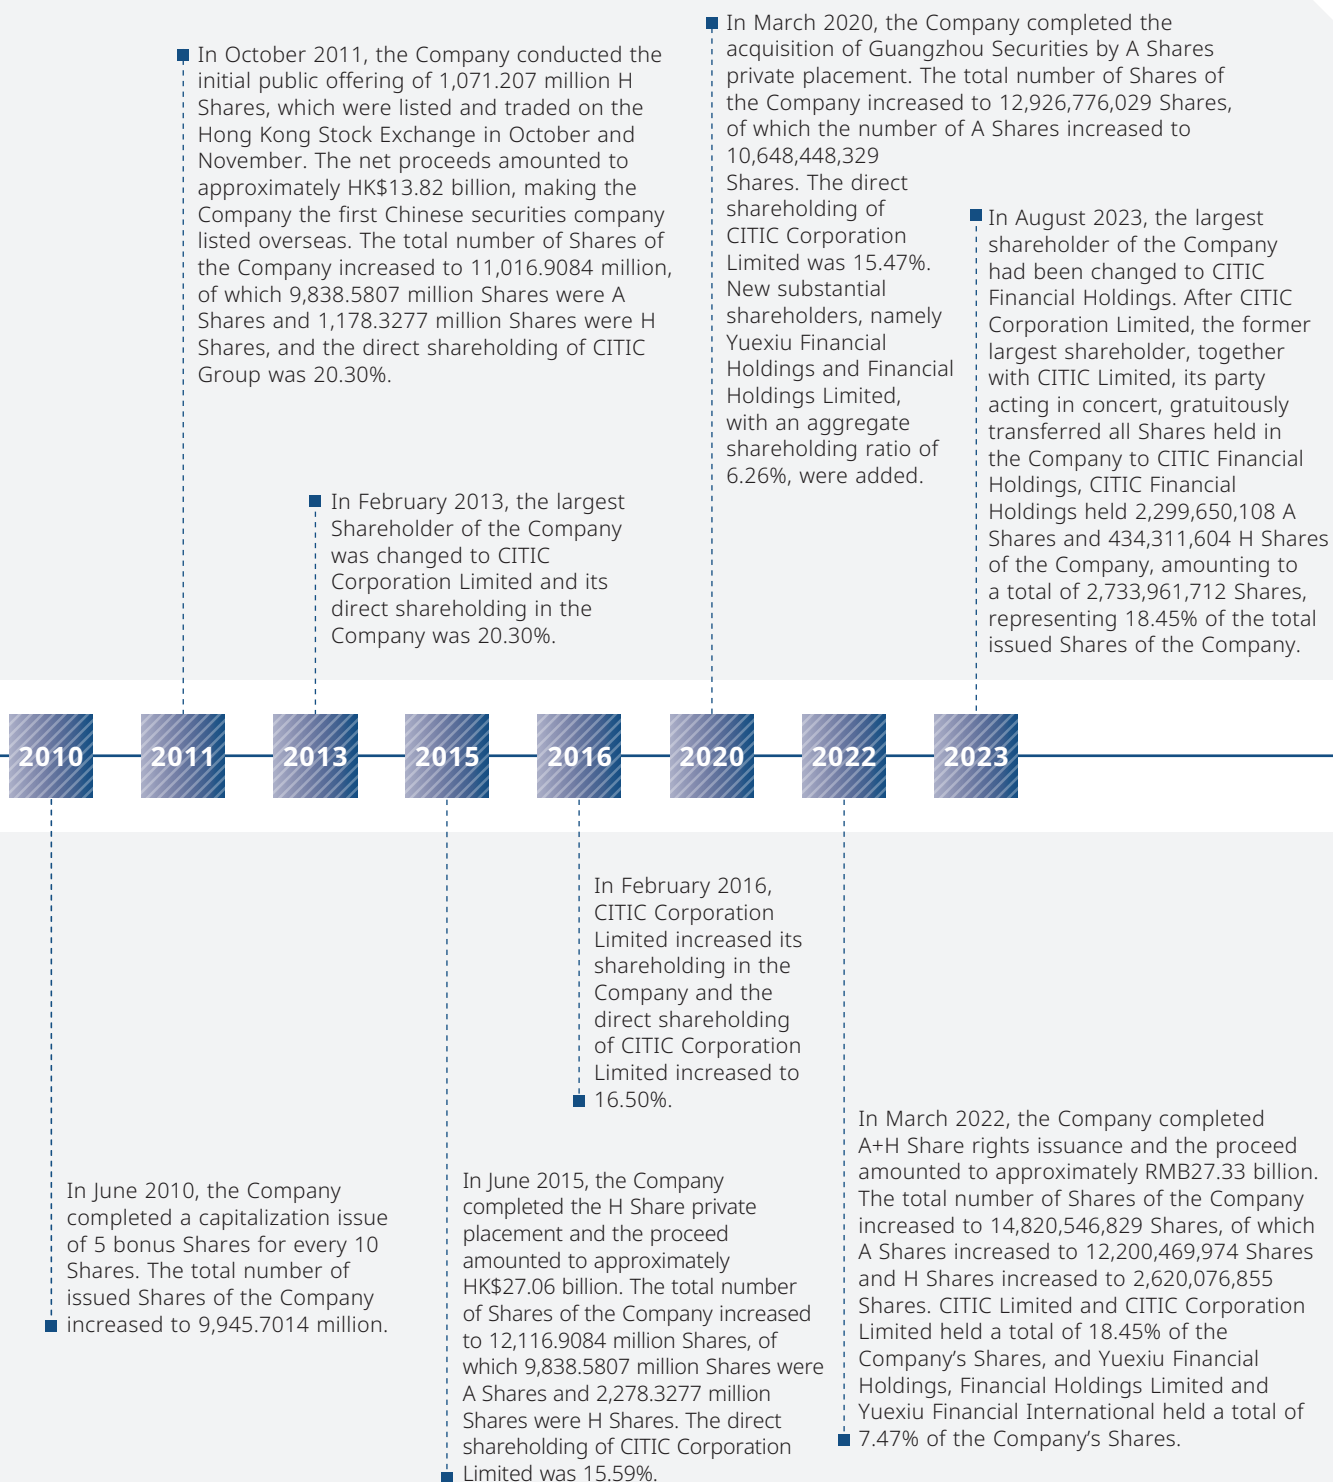 In October 2011, the Company conducted the
initial public offering of 1,071.207 million H
Shares, which were listed and traded on the
Hong Kong Stock Exchange in October and
November. The net proceeds amounted to
approximately HK$13.82 billion, making the
Company the first Chinese securities company
listed overseas. The total number of Shares of
the Company increased to 11,016.9084 million,
of which 9,838.5807 million Shares were A
Shares and 1,178.3277 million Shares were H
Shares, and the direct shareholding of CITIC
Group was 20.30%.
In February 2013, the largest
Shareholder of the Company
was changed to CITIC
Corporation Limited and its
direct shareholding in the
Company was 20.30%.
In March 2020, the Company completed the
acquisition of Guangzhou Securities by A Shares
private placement. The total number of Shares of
the Company increased to 12,926,776,029 Shares,
of which the number of A Shares increased to
10,648,448,329
Shares. The direct
shareholding of
CITIC Corporation
Limited was 15.47%.
New substantial
shareholders, namely
Yuexiu Financial
Holdings and Financial
Holdings Limited,
with an aggregate
shareholding ratio of
6.26%, were added.
In August 2023, the largest
shareholder of the Company
had been changed to CITIC
Financial Holdings. After CITIC
Corporation Limited, the former
largest shareholder, together
with CITIC Limited, its party
acting in concert, gratuitously
transferred all Shares held in
the Company to CITIC Financial
Holdings, CITIC Financial
Holdings held 2,299,650,108 A
Shares and 434,311,604 H Shares
of the Company, amounting to
a total of 2,733,961,712 Shares,
representing 18.45% of the total
issued Shares of the Company.
2010
2011
2013
2015
2016
2020
2022
2023
In June 2010, the Company
completed a capitalization issue
of 5 bonus Shares for every 10
Shares. The total number of
issued Shares of the Company
increased to 9,945.7014 million.
In June 2015, the Company
completed the H Share private
placement and the proceed
amounted to approximately
HK$27.06 billion. The total number
of Shares of the Company increased
to 12,116.9084 million Shares, of
which 9,838.5807 million Shares were
A Shares and 2,278.3277 million
Shares were H Shares. The direct
shareholding of CITIC Corporation
Limited was 15.59%.
In February 2016,
CITIC Corporation
Limited increased its
shareholding in the
Company and the
direct shareholding
of CITIC Corporation
Limited increased to
16.50%.
In March 2022, the Company completed
A+H Share rights issuance and the proceed
amounted to approximately RMB27.33 billion.
The total number of Shares of the Company
increased to 14,820,546,829 Shares, of which
A Shares increased to 12,200,469,974 Shares
and H Shares increased to 2,620,076,855
Shares. CITIC Limited and CITIC Corporation
Limited held a total of 18.45% of the
Company’s Shares, and Yuexiu Financial
Holdings, Financial Holdings Limited and
Yuexiu Financial International held a total of
7.47% of the Company’s Shares.